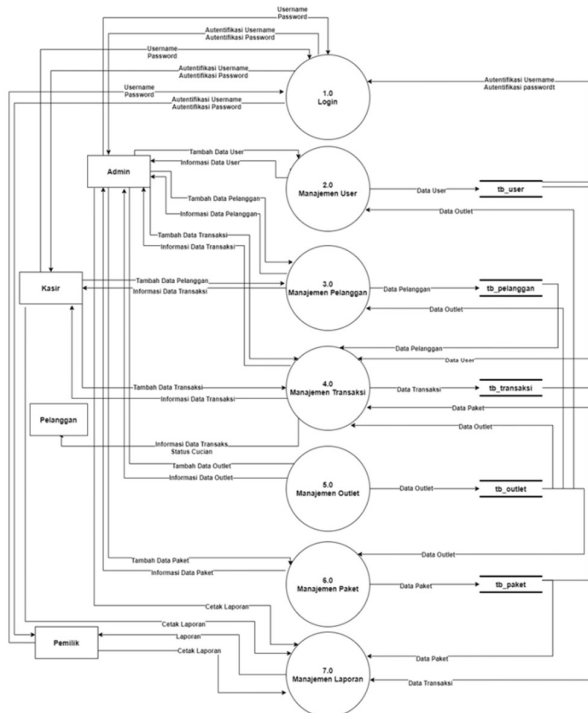 Username
Password
Autentifikasi Username
Autentifikasi Password
Username
Password
Autentifikasi Username
Autentifikasi Password
Username
Password
Autentifikasi Username
Autentifikasi Password
1.0
Login
Autentifikasi Username
Autentifikasi passwordt
Admin
Tambah Data User
Informasi Data User
2.0
Manajemen User
Data User
tb_user
Data Outlet
Tambah Data Pelanggan
Informasi Data Pelanggan
Tambah Data Transaksi
Informasi Data Transaksi
Kasir
Tambah Data Pelanggan
Informasi Data Transaksi
3.0
Manajemen Pelanggan
Data Pelanggan
tb_pelanggan
Data Outlet
Data Pelanggan
Data User
4.0
Manajemen Transaksi
Tambah Data Transaksi
Informasi Data Transaksi
Data Transaksi
tb_transaksi
Data Paket
Data Outlet
Pelanggan
Informasi Data Transaks
Status Cucian
Tambah Data Outlet
Informasi Data Outlet
5.0
Manajemen Outlet
Data Outlet
tb_outlet
Data Outlet
Tambah Data Paket
Informasi Data Paket
6.0
Manajemen Paket
Data Paket
tb_paket
Cetak Laporan
Cetak Laporan
Laporan
Cetak Laporan
Pemilik
7.0
Manajemen Laporan
Data Paket
Data Transaksi